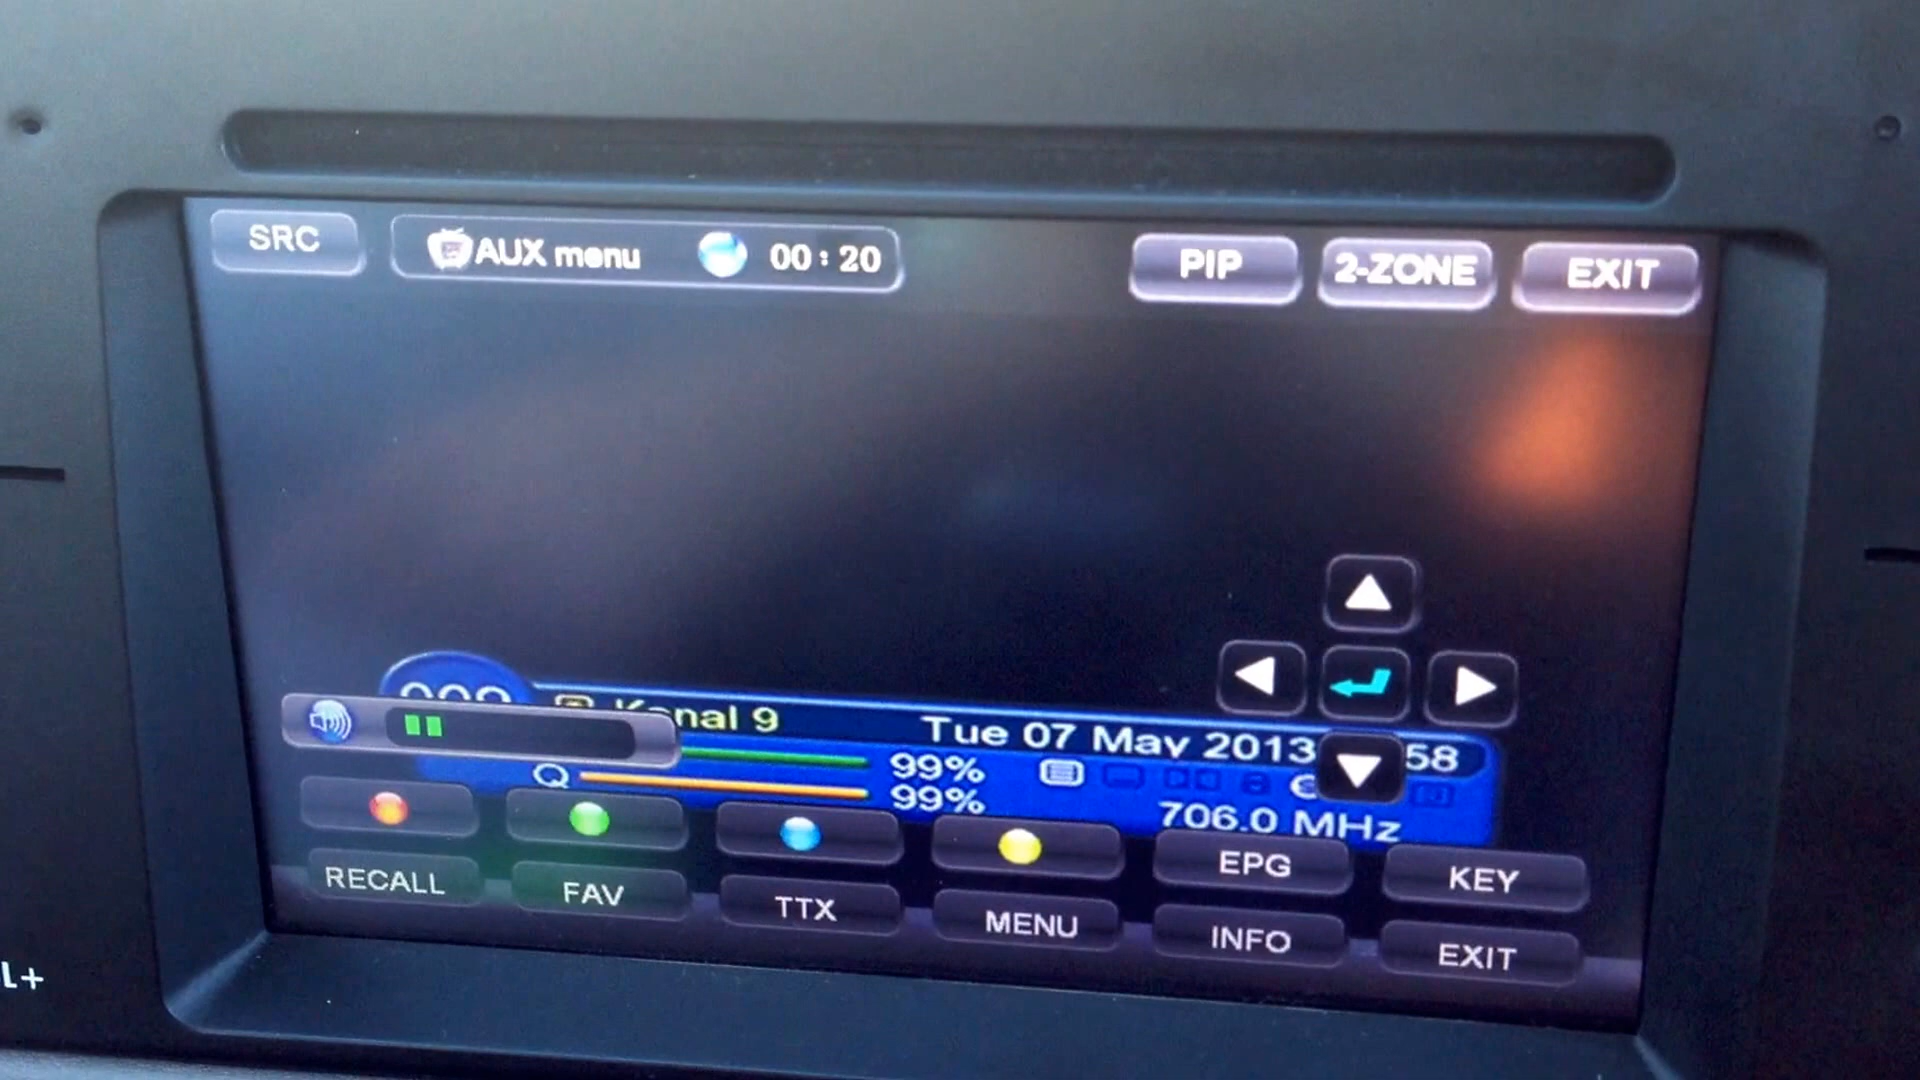 SRC AUX menu 00:20 PIP 2-ZONE EXIT
9
Tue 07 May 2013 58
99%
Q 99%
706.0 MHz
EPG KEY
RECALL FAV TTX MENU INFO EXIT
L+